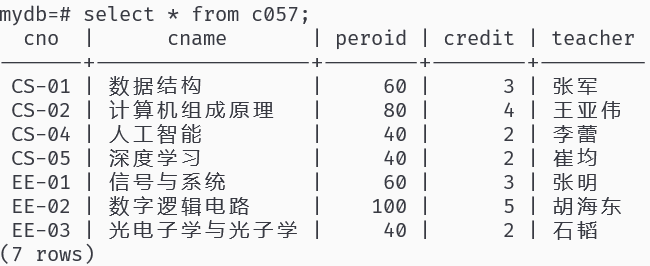 mydb=# select * from c057;
  cno  |      cname       | peroid | credit | teacher
-------+------------------+--------+--------+---------
 CS-01 | 数据结构         |     60 |      3 | 张军
 CS-02 | 计算机组成原理   |     80 |      4 | 王亚伟
 CS-04 | 人工智能         |     40 |      2 | 李蕾
 CS-05 | 深度学习         |     40 |      2 | 崔均
 EE-01 | 信号与系统       |     60 |      3 | 张明
 EE-02 | 数字逻辑电路     |    100 |      5 | 胡海东
 EE-03 | 光电子学与光子学 |     40 |      2 | 石韬
(7 rows)